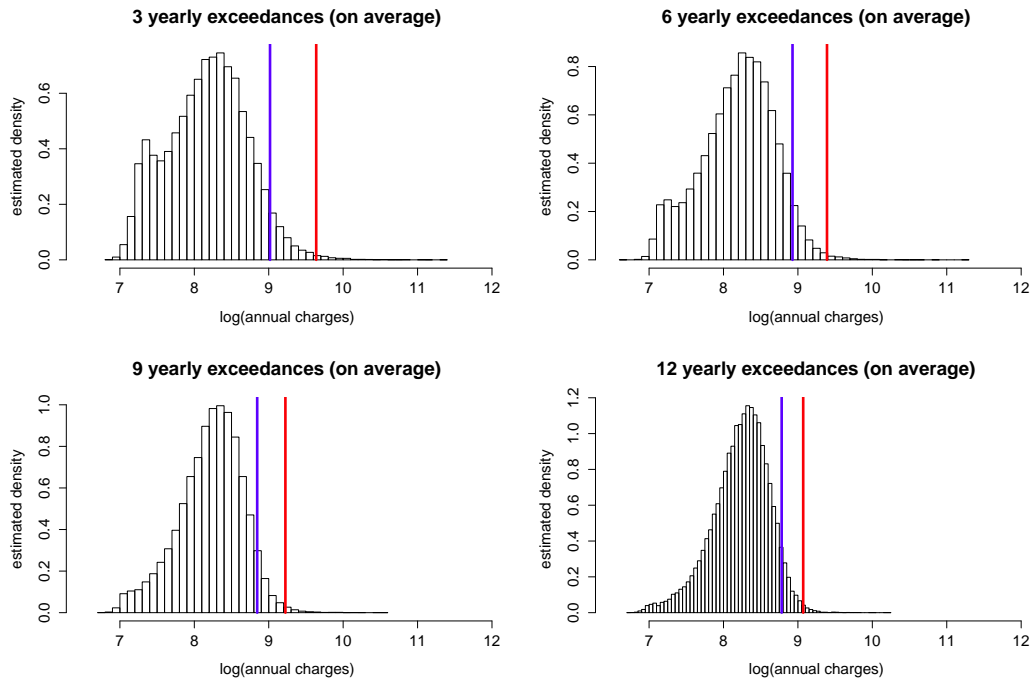 3 yearly exceedances (on average)
estimated density
0.0 0.2 0.4 0.6
7 8 9 10 11 12
log(annual charges)
6 yearly exceedances (on average)
estimated density
0.0 0.2 0.4 0.6 0.8
7 8 9 10 11 12
log(annual charges)
9 yearly exceedances (on average)
estimated density
0.0 0.2 0.4 0.6 0.8 1.0
7 8 9 10 11 12
log(annual charges)
12 yearly exceedances (on average)
estimated density
0.0 0.2 0.4 0.6 0.8 1.0 1.2
7 8 9 10 11 12
log(annual charges)